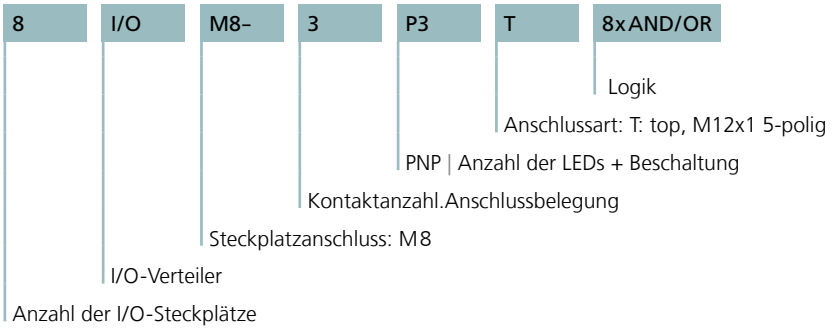 8 I/O M8– 3 P3 T 8xAND/OR
Logik
Anschlussart: T: top, M12x1 5-polig
PNP | Anzahl der LEDs + Beschaltung
Kontaktanzahl.Anschlussbelegung
Steckplatzanschluss: M8
I/O-Verteiler
Anzahl der I/O-Steckplätze